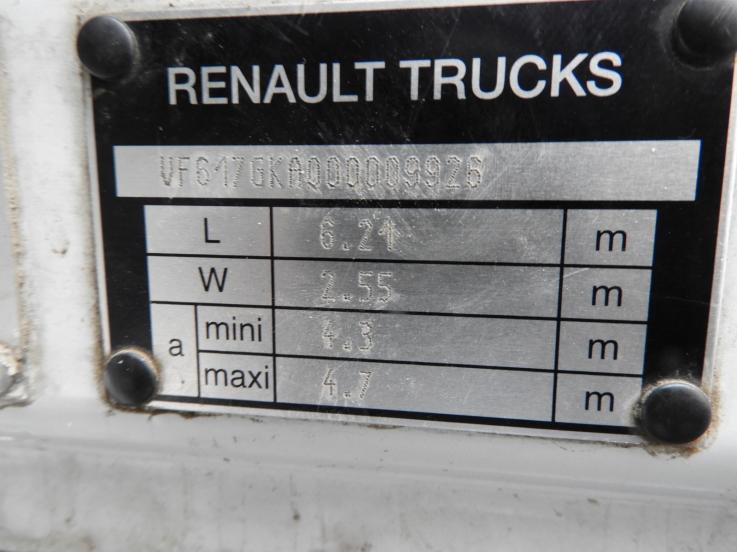 RENAULT TRUCKS
VF617GKA000009926
L 6.21 m
W 2.55 m
a mini 4.3 m
maxi 4.7 m